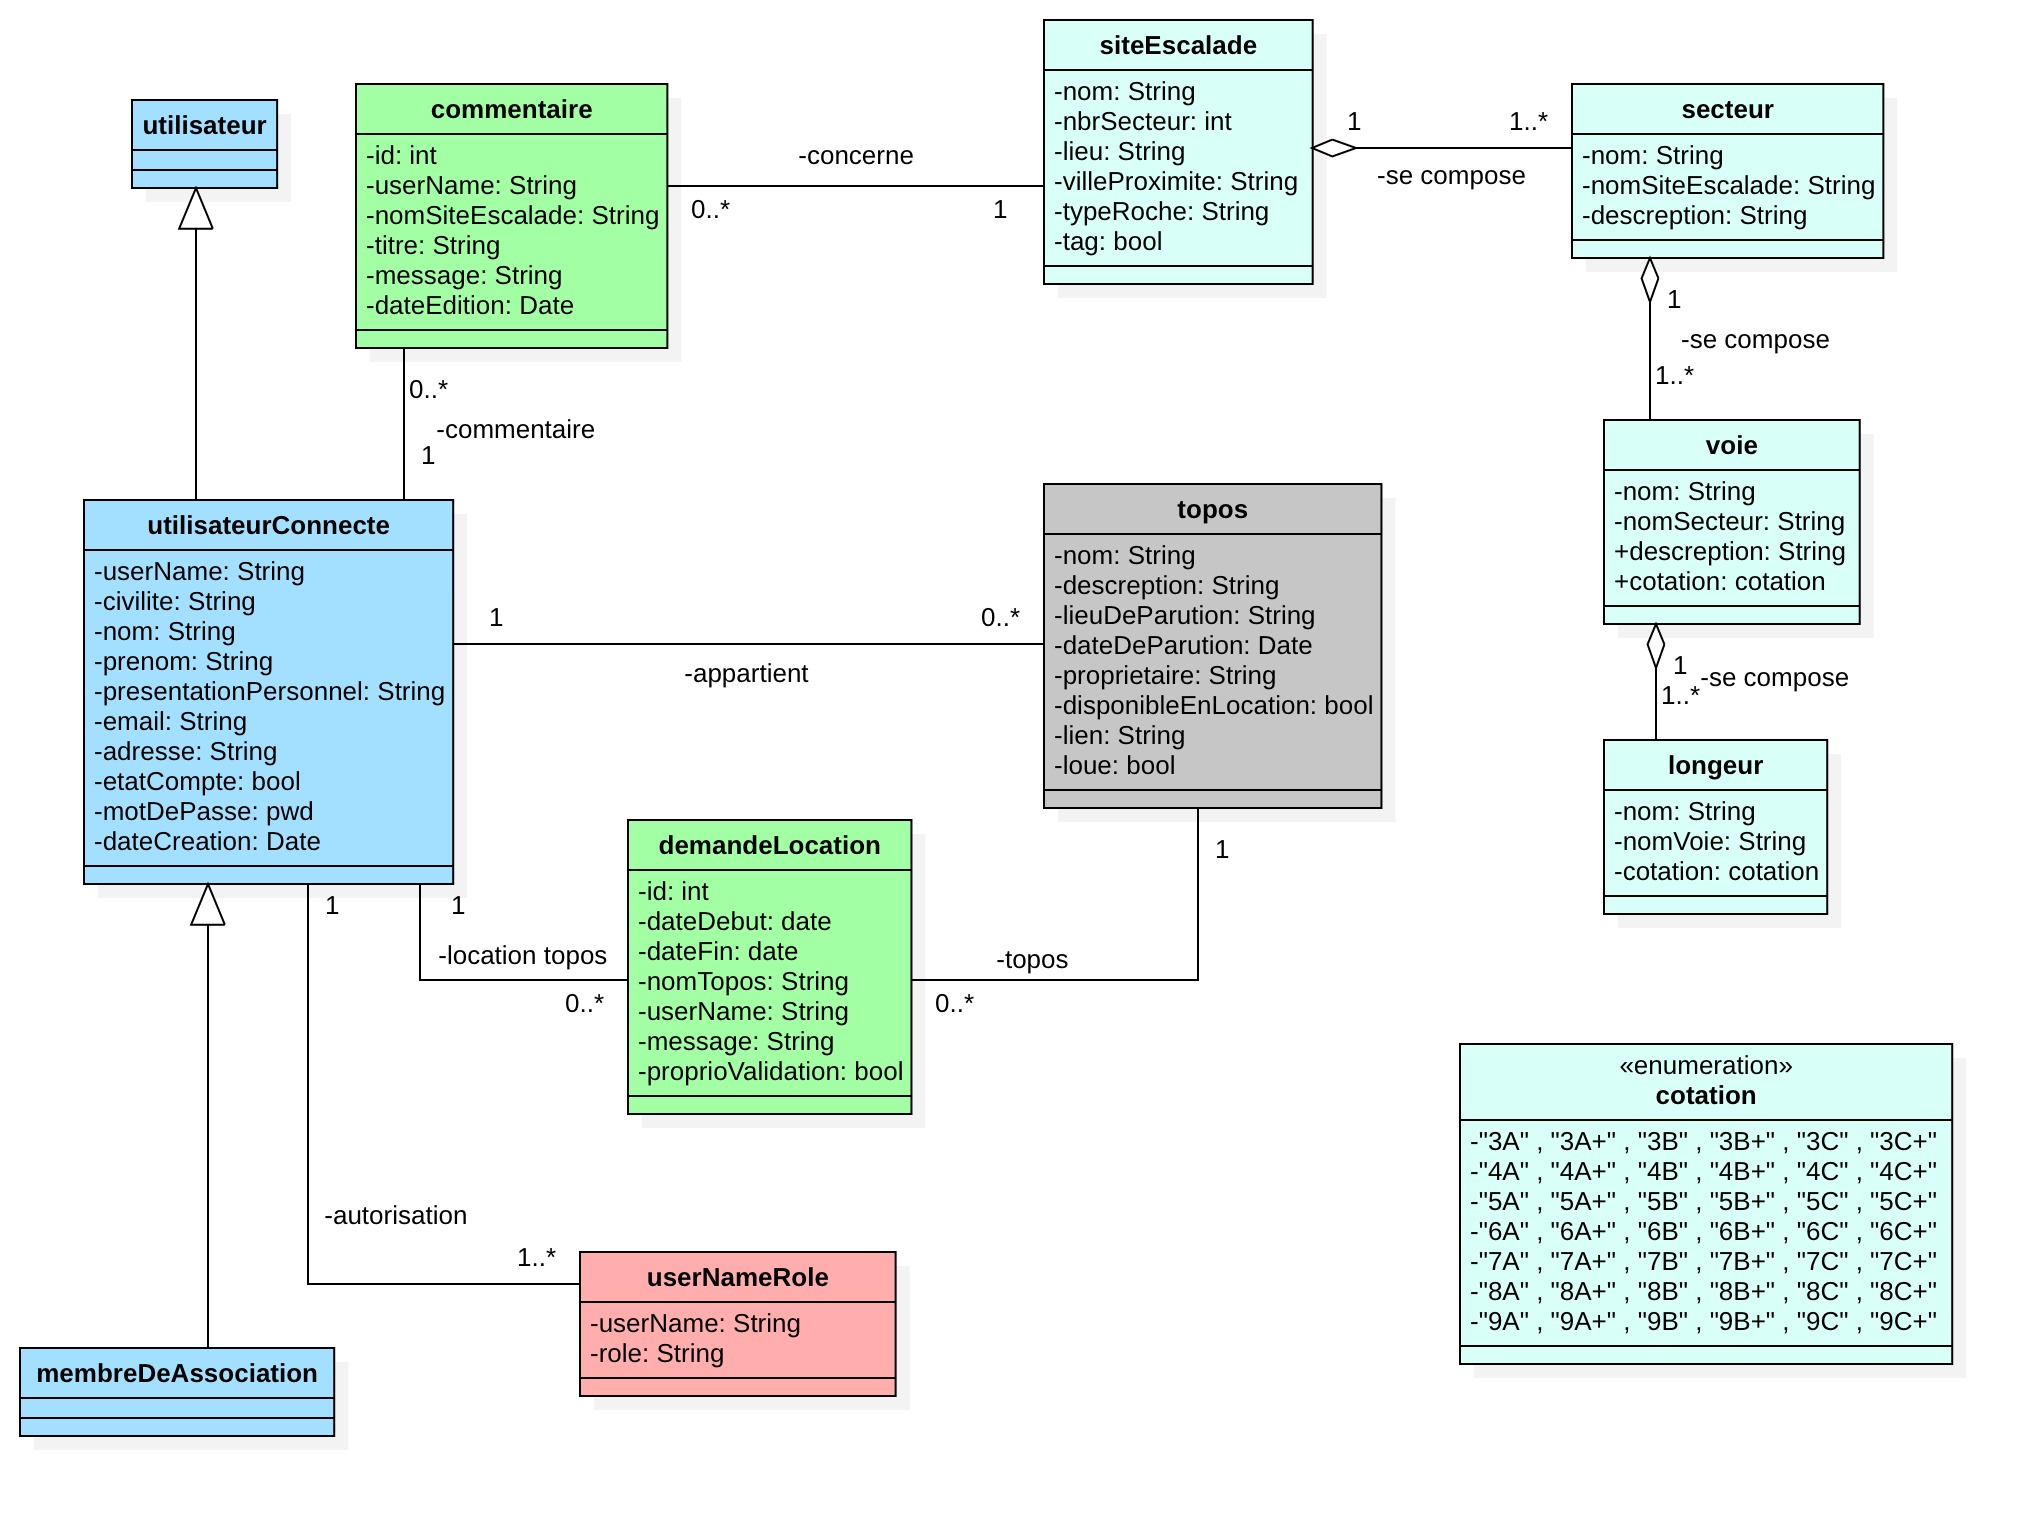 utilisateur
commentaire
-id: int
-userName: String
-nomSiteEscalade: String
-titre: String
-message: String
-dateEdition: Date
-concerne
0..*
1
siteEscalade
-nom: String
-nbrSecteur: int
-lieu: String
-villeProximite: String
-typeRoche: String
-tag: bool
1
1..*
-se compose
secteur
-nom: String
-nomSiteEscalade: String
-descreption: String
1
-se compose
1..*
0..*
-commentaire
1
utilisateurConnecte
-userName: String
-civilite: String
-nom: String
-prenom: String
-presentationPersonnel: String
-email: String
-adresse: String
-etatCompte: bool
-motDePasse: pwd
-dateCreation: Date
1
0..*
-appartient
topos
-nom: String
-descreption: String
-lieuDeParution: String
-dateDeParution: Date
-proprietaire: String
-disponibleEnLocation: bool
-lien: String
-loue: bool
voie
-nom: String
-nomSecteur: String
+descreption: String
+cotation: cotation
1
-se compose
1..*
longeur
-nom: String
-nomVoie: String
-cotation: cotation
1
1
-location topos
0..*
demandeLocation
-id: int
-dateDebut: date
-dateFin: date
-nomTopos: String
-userName: String
-message: String
-proprioValidation: bool
1
-topos
0..*
-autorisation
1..*
userNameRole
-userName: String
-role: String
membreDeAssociation
«enumeration»
cotation
-"3A" , "3A+" , "3B" , "3B+" , "3C" , "3C+"
-"4A" , "4A+" , "4B" , "4B+" , "4C" , "4C+"
-"5A" , "5A+" , "5B" , "5B+" , "5C" , "5C+"
-"6A" , "6A+" , "6B" , "6B+" , "6C" , "6C+"
-"7A" , "7A+" , "7B" , "7B+" , "7C" , "7C+"
-"8A" , "8A+" , "8B" , "8B+" , "8C" , "8C+"
-"9A" , "9A+" , "9B" , "9B+" , "9C" , "9C+"